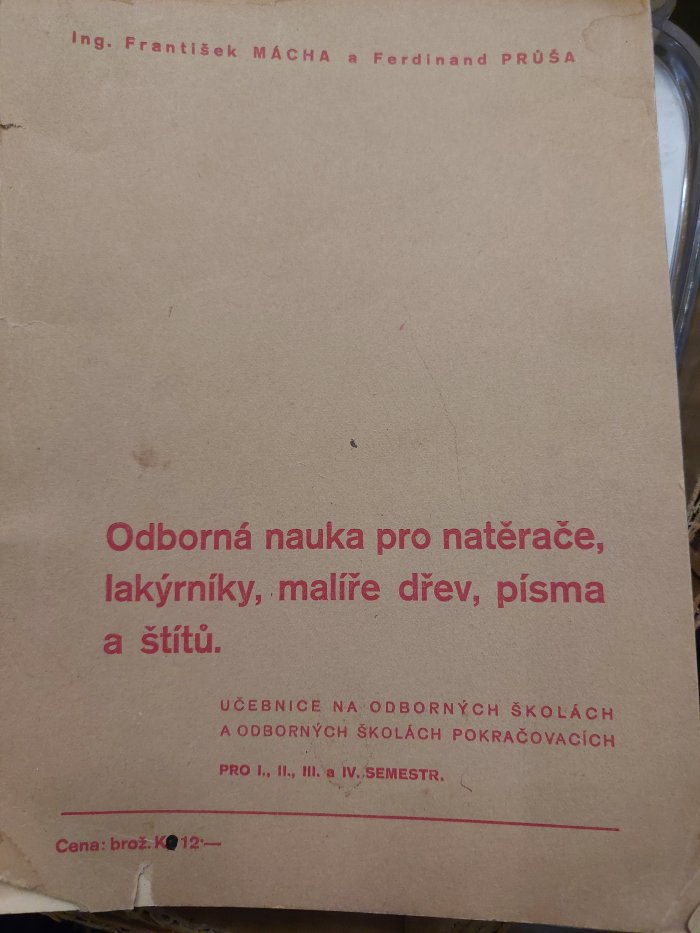 Ing. František MÁCHA a Ferdinand PRŮŠA
Odborná nauka pro natěrače,
lakýrníky, malíře dřev, písma
a štítů.
UČEBNICE NA ODBORNÝCH ŠKOLÁCH
A ODBORNÝCH ŠKOLÁCH POKRAČOVACÍCH
PRO I., II., III. a IV. SEMESTR.
Cena: brož. 12·—